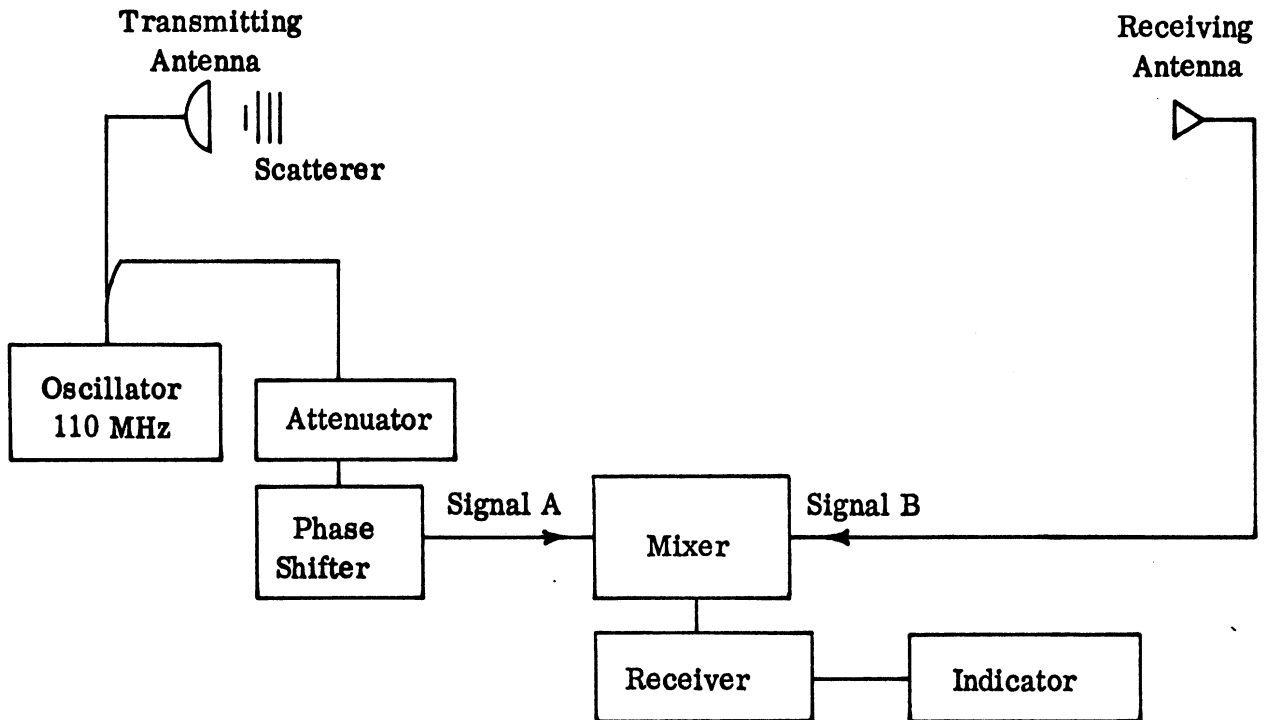 Transmitting
Antenna
Receiving
Antenna
Scatterer
Oscillator
110 MHz
Attenuator
Phase
Shifter
Signal A
Mixer
Signal B
Receiver
Indicator